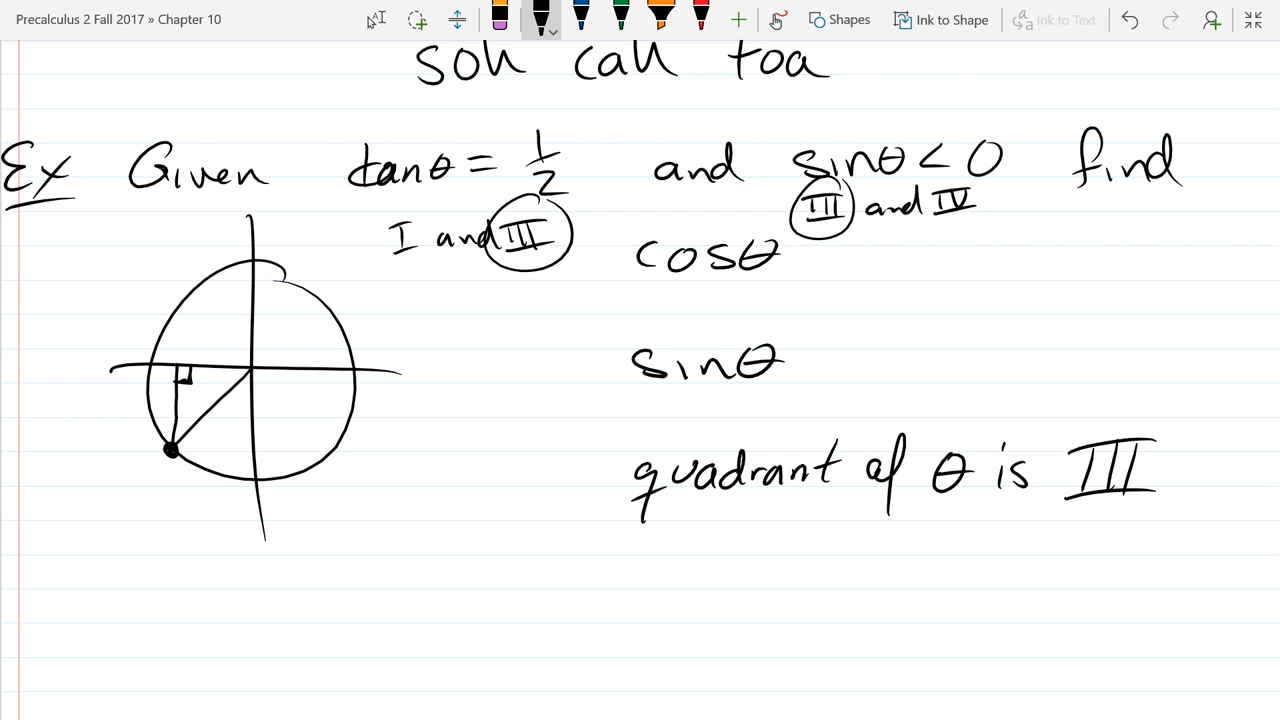 Precalculus 2 Fall 2017 » Chapter 10
Shapes
Ink to Shape
Ink to Text
soh cah toa
Ex Given tanθ = 1/2 and sinθ < 0 find
I and III
III and IV
cosθ
sinθ
quadrant of θ is III